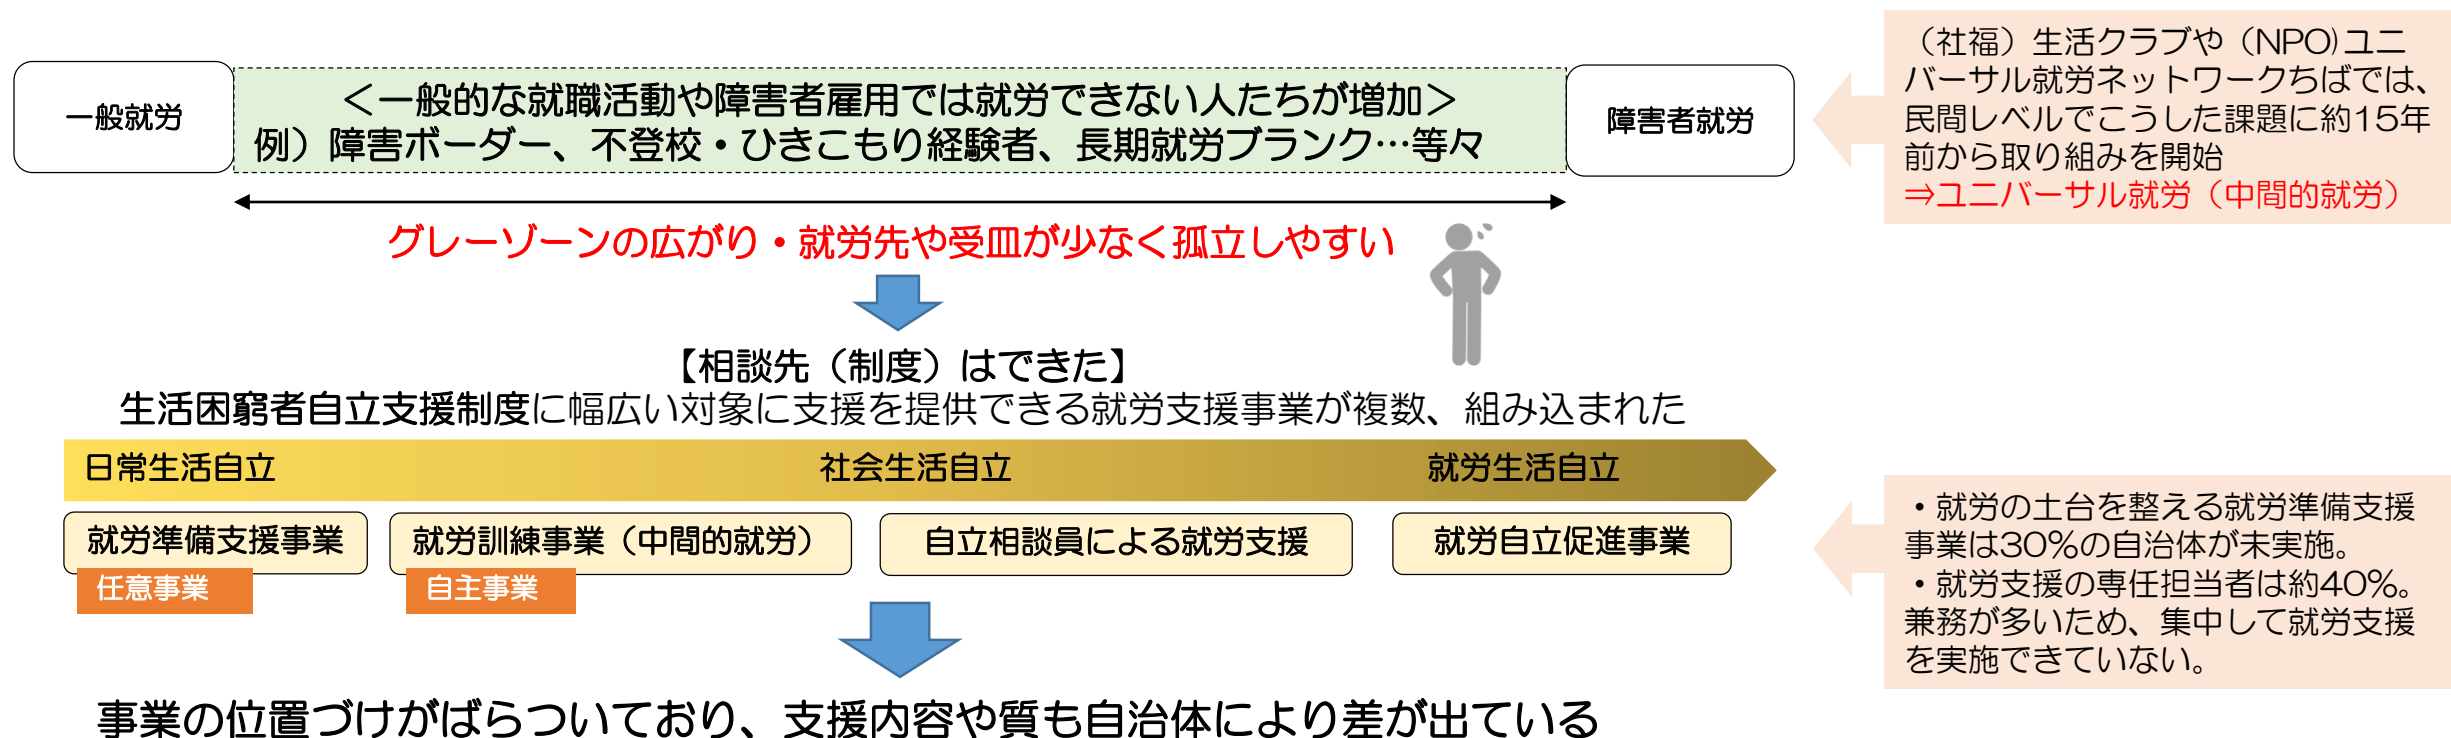 一般就労
＜一般的な就職活動や障害者雇用では就労できない人たちが増加＞
例）障害ボーダー、不登校・ひきこもり経験者、長期就労ブランク…等々
障害者就労
（社福）生活クラブや（NPO)ユニ
バーサル就労ネットワークちばでは、
民間レベルでこうした課題に約15年
前から取り組みを開始
⇒ユニバーサル就労（中間的就労）
グレーゾーンの広がり・就労先や受皿が少なく孤立しやすい
【相談先（制度）はできた】
生活困窮者自立支援制度に幅広い対象に支援を提供できる就労支援事業が複数、組み込まれた
日常生活自立
社会生活自立
就労生活自立
就労準備支援事業
就労訓練事業（中間的就労）
自立相談員による就労支援
就労自立促進事業
任意事業
自主事業
・就労の土台を整える就労準備支援
事業は30％の自治体が未実施。
・就労支援の専任担当者は約40％。
兼務が多いため、集中して就労支援
を実施できていない。
事業の位置づけがばらついており、支援内容や質も自治体により差が出ている